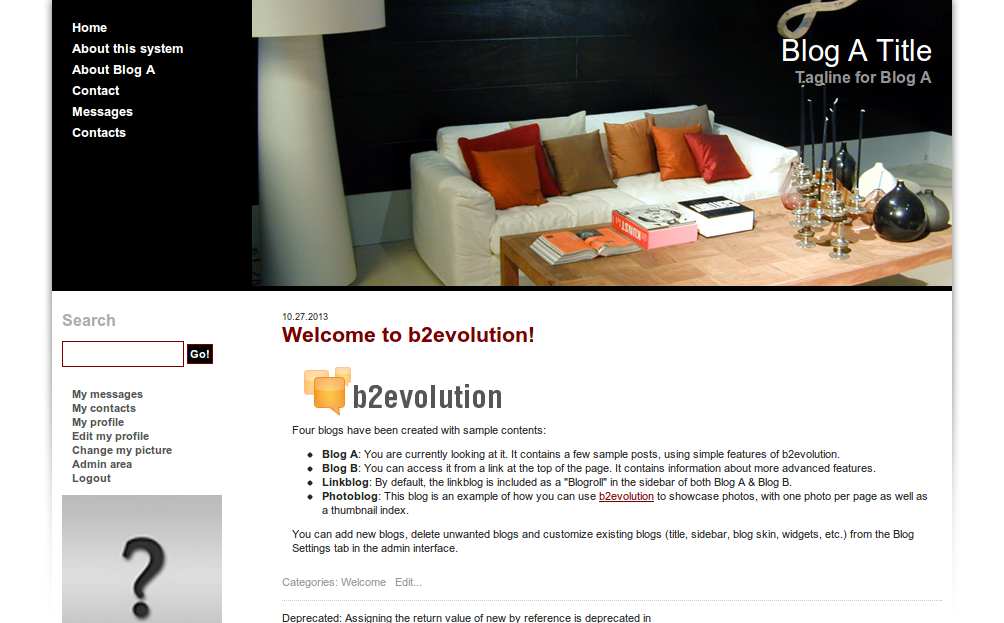 Home
About this system
About Blog A
Contact
Messages
Contacts
Blog A Title
Tagline for Blog A
KUNST
Search
Go!
My messages
My contacts
My profile
Edit my profile
Change my picture
Admin area
Logout
10.27.2013
Welcome to b2evolution!
b2evolution
Four blogs have been created with sample contents:
Blog A: You are currently looking at it. It contains a few sample posts, using simple features of b2evolution.
Blog B: You can access it from a link at the top of the page. It contains information about more advanced features.
Linkblog: By default, the linkblog is included as a "Blogroll" in the sidebar of both Blog A & Blog B.
Photoblog: This blog is an example of how you can use b2evolution to showcase photos, with one photo per page as well as
a thumbnail index.
You can add new blogs, delete unwanted blogs and customize existing blogs (title, sidebar, blog skin, widgets, etc.) from the Blog
Settings tab in the admin interface.
Categories: Welcome Edit...
Deprecated: Assigning the return value of new by reference is deprecated in